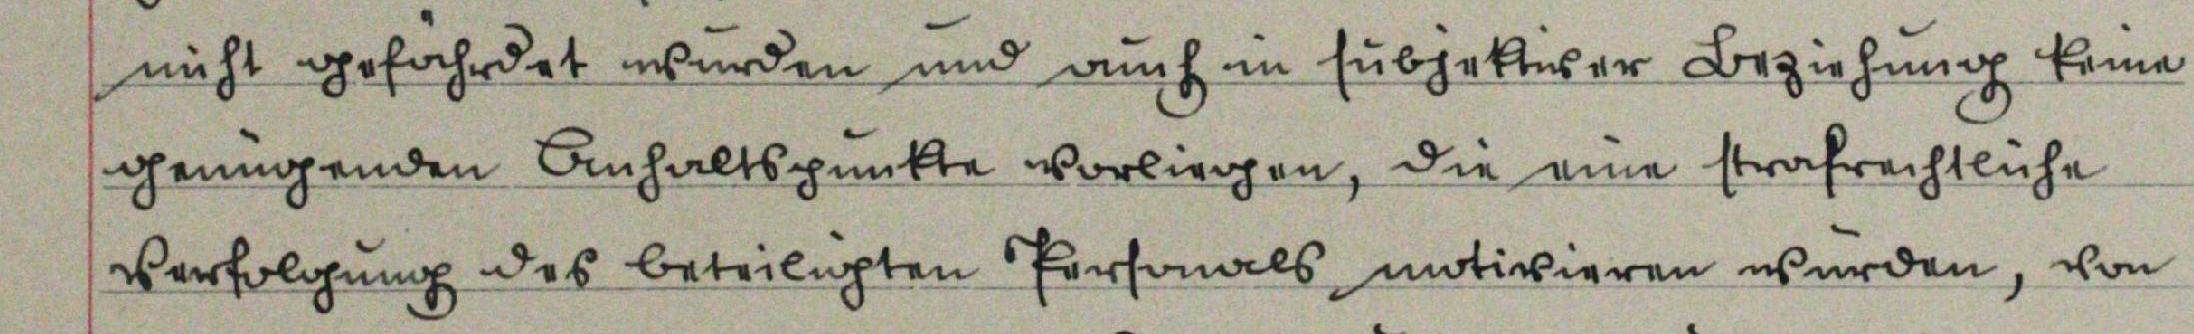 nicht gefährdet wurden und auch in subjektiver Beziehung keine
genügenden Anhaltspunkte vorliegen, die eine strafrechtliche
Verfolgung des beteiligten Personals motivieren würden, von